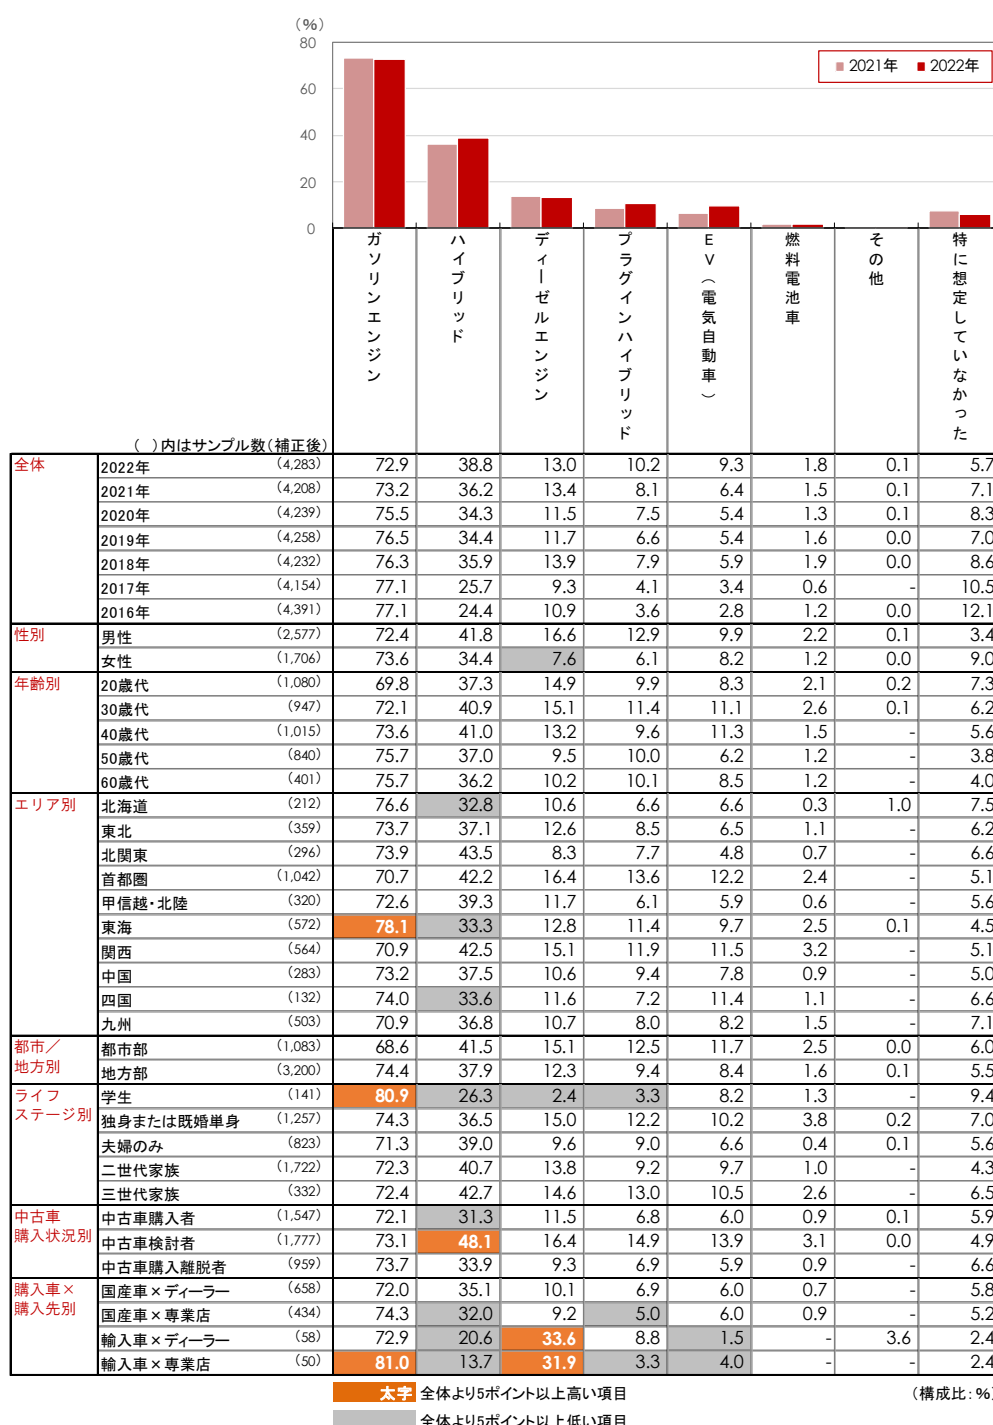 (%)
80
60
40
20
0
2021年 2022年
ガソリンエンジン
ハイブリッド
ディーゼルエンジン
プラグインハイブリッド
EV（電気自動車）
燃料電池車
その他
特に想定していなかった
（　）内はサンプル数（補正後）
全体 2022年 (4,283) 72.9 38.8 13.0 10.2 9.3 1.8 0.1 5.7
2021年 (4,208) 73.2 36.2 13.4 8.1 6.4 1.5 0.1 7.1
2020年 (4,239) 75.5 34.3 11.5 7.5 5.4 1.3 0.1 8.3
2019年 (4,258) 76.5 34.4 11.7 6.6 5.4 1.6 0.0 7.0
2018年 (4,232) 76.3 35.9 13.9 7.9 5.9 1.9 0.0 8.6
2017年 (4,154) 77.1 25.7 9.3 4.1 3.4 0.6 - 10.5
2016年 (4,391) 77.1 24.4 10.9 3.6 2.8 1.2 0.0 12.1
性別 男性 (2,577) 72.4 41.8 16.6 12.9 9.9 2.2 0.1 3.4
女性 (1,706) 73.6 34.4 7.6 6.1 8.2 1.2 0.0 9.0
年齢別 20歳代 (1,080) 69.8 37.3 14.9 9.9 8.3 2.1 0.2 7.3
30歳代 (947) 72.1 40.9 15.1 11.4 11.1 2.6 0.1 6.2
40歳代 (1,015) 73.6 41.0 13.2 9.6 11.3 1.5 - 5.6
50歳代 (840) 75.7 37.0 9.5 10.0 6.2 1.2 - 3.8
60歳代 (401) 75.7 36.2 10.2 10.1 8.5 1.2 - 4.0
エリア別 北海道 (212) 76.6 32.8 10.6 6.6 6.6 0.3 1.0 7.5
東北 (359) 73.7 37.1 12.6 8.5 6.5 1.1 - 6.2
北関東 (296) 73.9 43.5 8.3 7.7 4.8 0.7 - 6.6
首都圏 (1,042) 70.7 42.2 16.4 13.6 12.2 2.4 - 5.1
甲信越・北陸 (320) 72.6 39.3 11.7 6.1 5.9 0.6 - 5.6
東海 (572) 78.1 33.3 12.8 11.4 9.7 2.5 0.1 4.5
関西 (564) 70.9 42.5 15.1 11.9 11.5 3.2 - 5.1
中国 (283) 73.2 37.5 10.6 9.4 7.8 0.9 - 5.0
四国 (132) 74.0 33.6 11.6 7.2 11.4 1.1 - 6.6
九州 (503) 70.9 36.8 10.7 8.0 8.2 1.5 - 7.1
都市／ 都市部 (1,083) 68.6 41.5 15.1 12.5 11.7 2.5 0.0 6.0
地方別 地方部 (3,200) 74.4 37.9 12.3 9.4 8.4 1.6 0.1 5.5
ライフ 学生 (141) 80.9 26.3 2.4 3.3 8.2 1.3 - 9.4
ステージ別 独身または既婚単身 (1,257) 74.3 36.5 15.0 12.2 10.2 3.8 0.2 7.0
夫婦のみ (823) 71.3 39.0 9.6 9.0 6.6 0.4 0.1 5.6
二世代家族 (1,722) 72.3 40.7 13.8 9.2 9.7 1.0 - 4.3
三世代家族 (332) 72.4 42.7 14.6 13.0 10.5 2.6 - 6.5
中古車 中古車購入者 (1,547) 72.1 31.3 11.5 6.8 6.0 0.9 0.1 5.9
購入状況別 中古車検討者 (1,777) 73.1 48.1 16.4 14.9 13.9 3.1 0.0 4.9
中古車購入離脱者 (959) 73.7 33.9 9.3 6.9 5.9 0.9 - 6.6
購入車× 国産車×ディーラー (658) 72.0 35.1 10.1 6.9 6.0 0.7 - 5.8
購入先別 国産車×専業店 (434) 74.3 32.0 9.2 5.0 6.0 0.9 - 5.2
輸入車×ディーラー (58) 72.9 20.6 33.6 8.8 1.5 - 3.6 2.4
輸入車×専業店 (50) 81.0 13.7 31.9 3.3 4.0 - - 2.4
太字 全体より5ポイント以上高い項目 （構成比：%）
全体より5ポイント以上低い項目